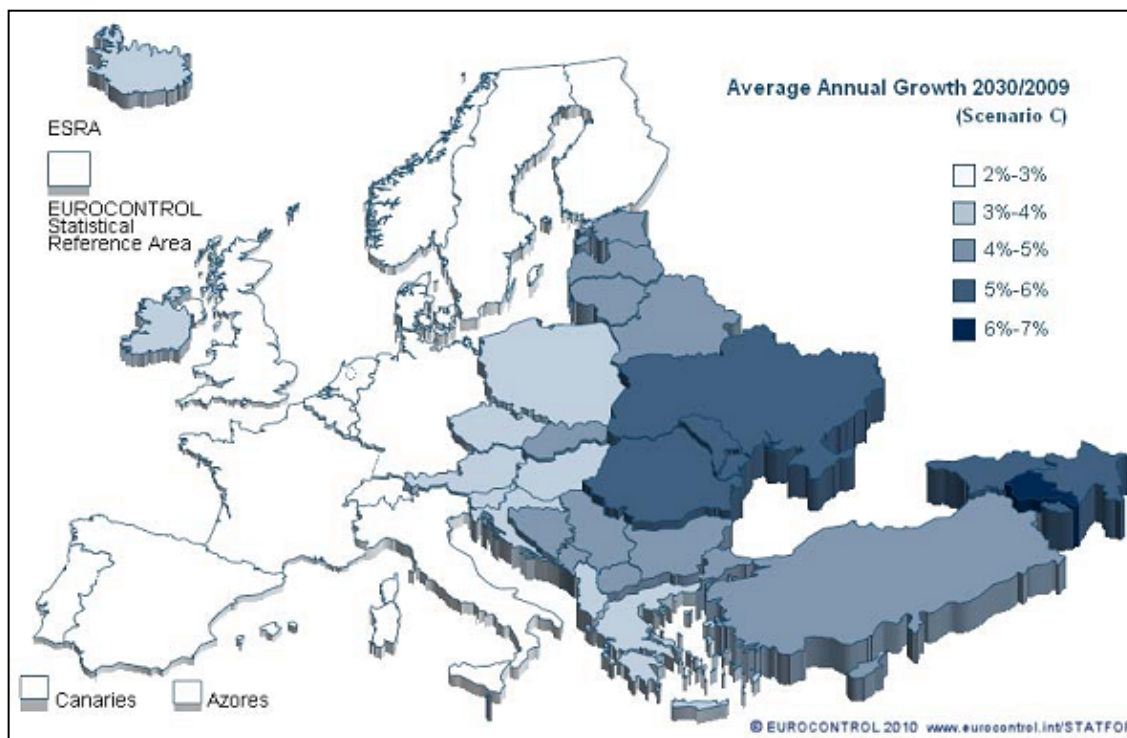 ESRA
EUROCONTROL
Statistical
Reference Area
Average Annual Growth 2030/2009
(Scenario C)
2%-3%
3%-4%
4%-5%
5%-6%
6%-7%
Canaries
Azores
© EUROCONTROL 2010 www.eurocontrol.int/STATFOR